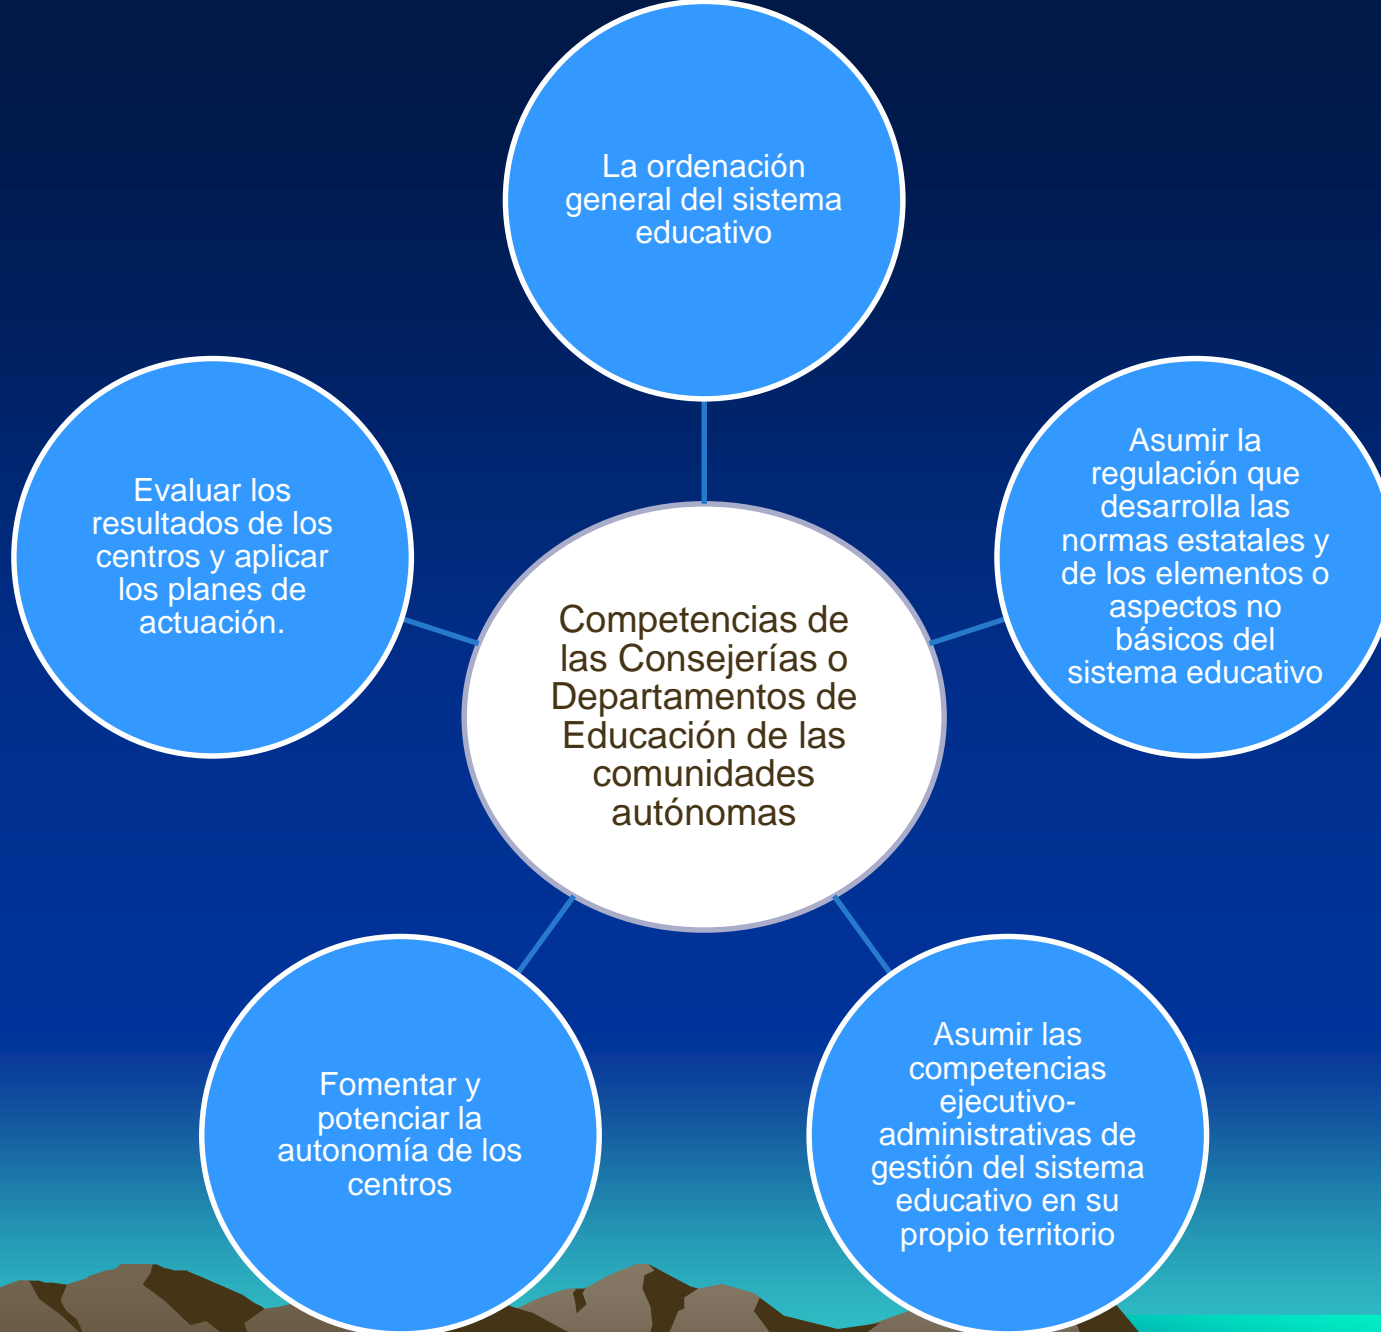 La ordenación
general del sistema
educativo
Asumir la
regulación que
desarrolla las
normas estatales y
de los elementos o
aspectos no
básicos del
sistema educativo
Asumir las
competencias
ejecutivo-
administrativas de
gestión del sistema
educativo en su
propio territorio
Fomentar y
potenciar la
autonomía de los
centros
Evaluar los
resultados de los
centros y aplicar
los planes de
actuación.
Competencias de
las Consejerías o
Departamentos de
Educación de las
comunidades
autónomas